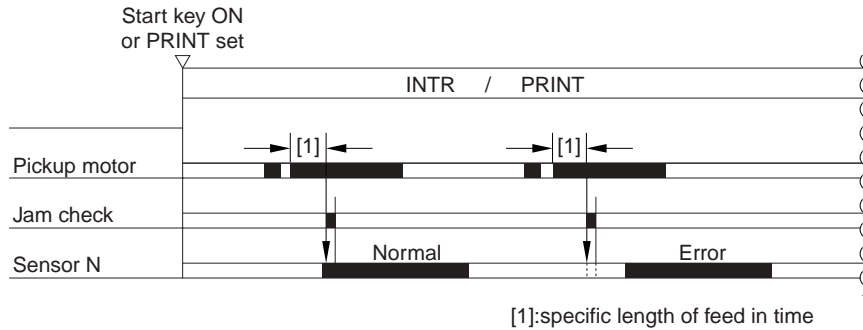 Start key ON
or PRINT set
INTR / PRINT
[1] [1]
Pickup motor
Jam check
Normal Error
Sensor N
[1]:specific length of feed in time